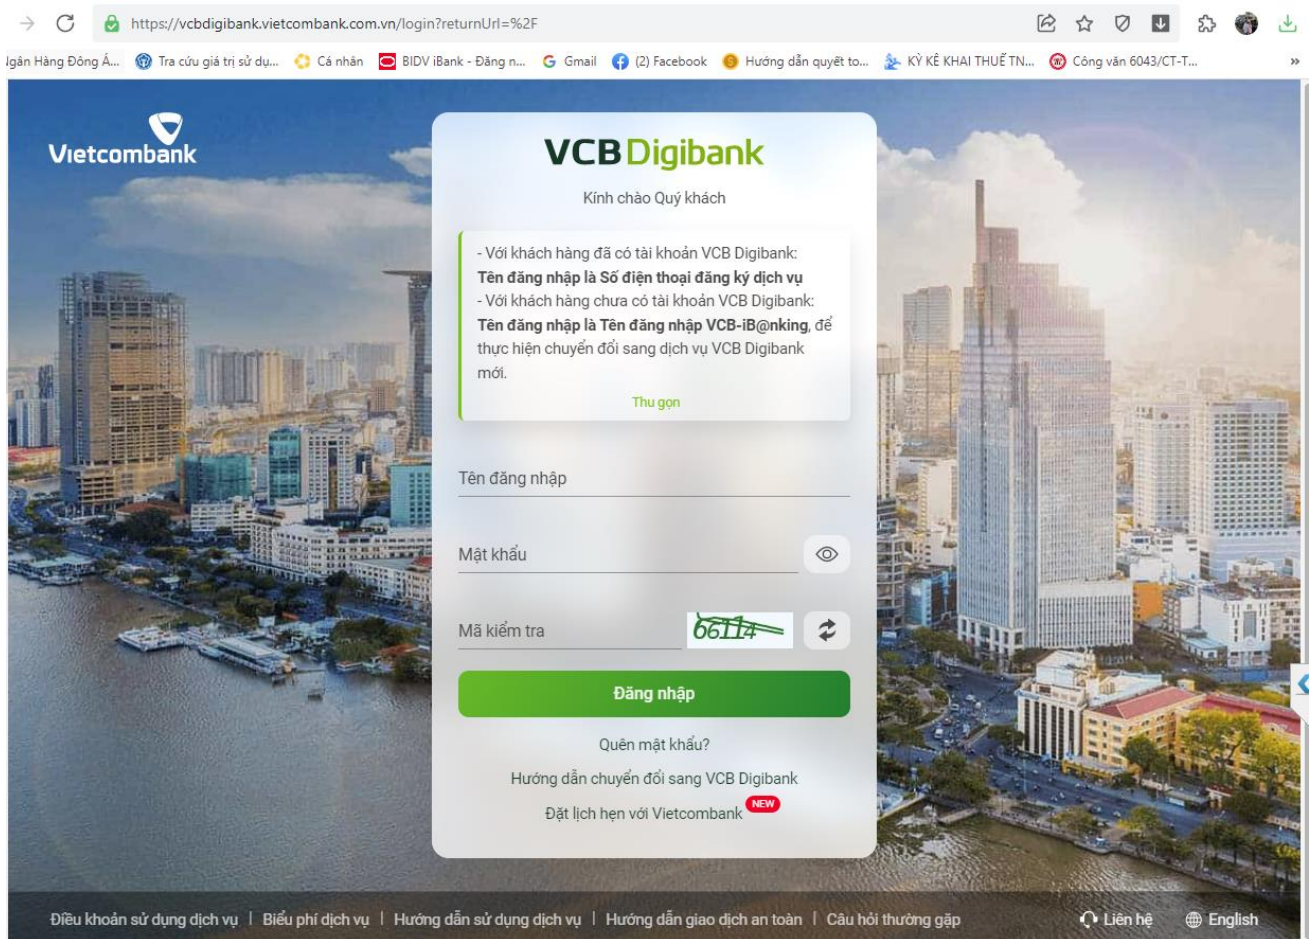 https://vcbdigibank.vietcombank.com.vn/login?returnUrl=%2F
Ngân Hàng Đông Á... Tra cứu giá trị sử dụ... Cá nhân BIDV iBank - Đăng n... Gmail (2) Facebook Hướng dẫn quyết to... KỲ KÊ KHAI THUẾ TN... Công văn 6043/CT-T... »
Vietcombank
VCB Digibank
Kính chào Quý khách
- Với khách hàng đã có tài khoản VCB Digibank:
Tên đăng nhập là Số điện thoại đăng ký dịch vụ
- Với khách hàng chưa có tài khoản VCB Digibank:
Tên đăng nhập là Tên đăng nhập VCB-iB@nking, để
thực hiện chuyển đổi sang dịch vụ VCB Digibank
mới.
Thu gọn
Tên đăng nhập
Mật khẩu
Mã kiểm tra 66114
Đăng nhập
Quên mật khẩu?
Hướng dẫn chuyển đổi sang VCB Digibank
Đặt lịch hẹn với Vietcombank NEW
Điều khoản sử dụng dịch vụ | Biểu phí dịch vụ | Hướng dẫn sử dụng dịch vụ | Hướng dẫn giao dịch an toàn | Câu hỏi thường gặp Liên hệ English